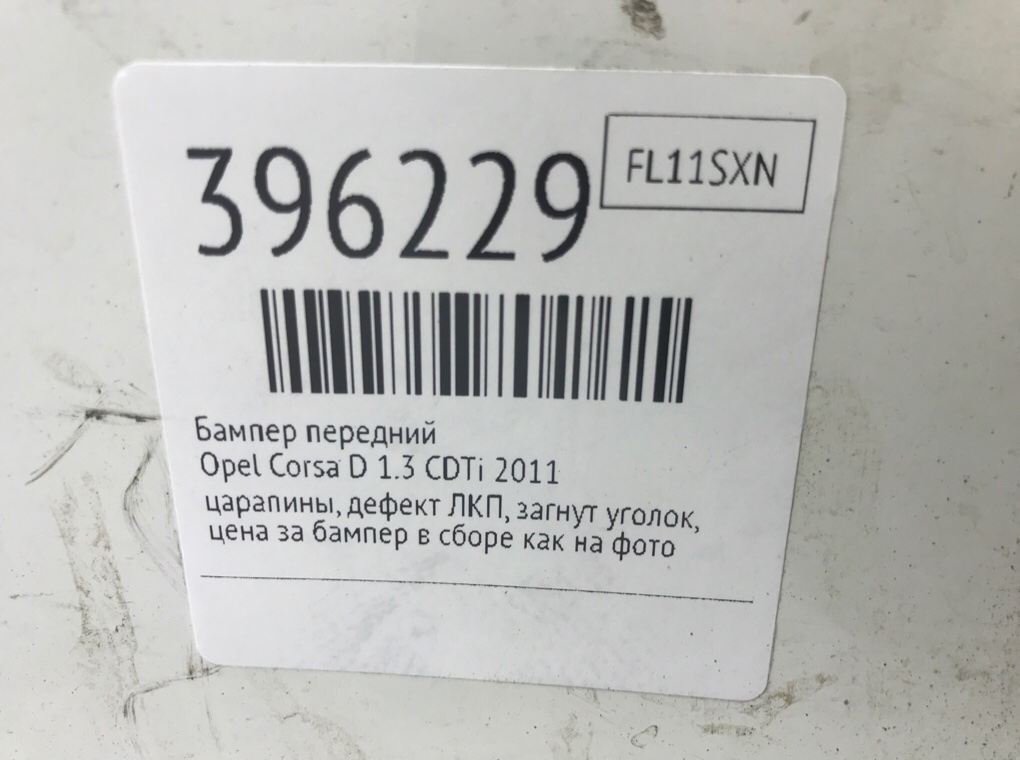 396229
FL11SXN
Бампер передний
Opel Corsa D 1.3 CDTi 2011
царапины, дефект ЛКП, загнут уголок,
цена за бампер в сборе как на фото